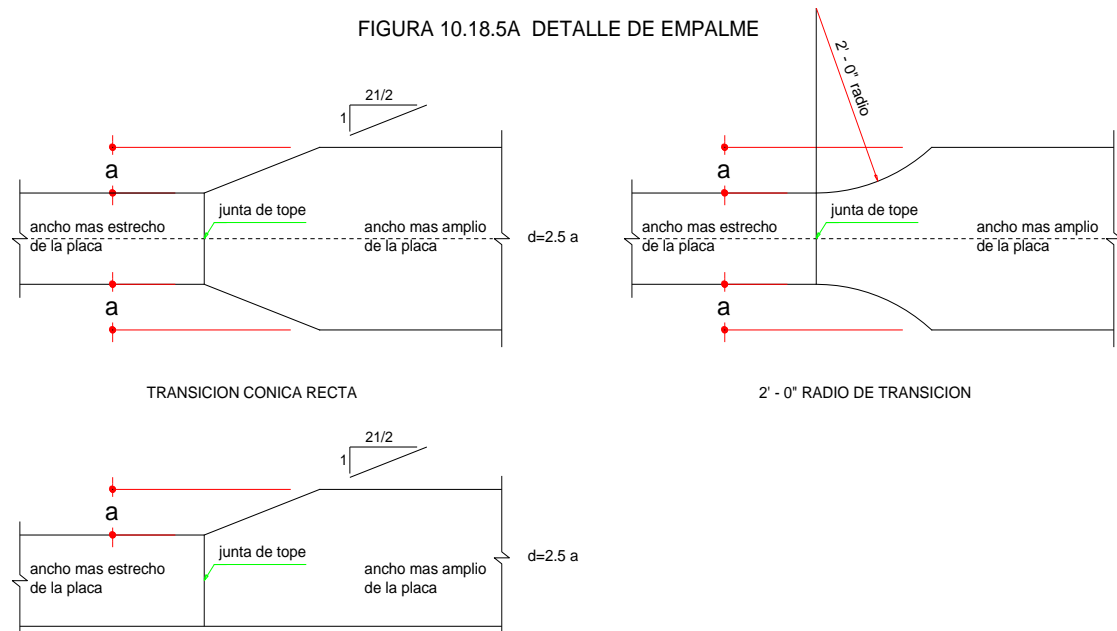 FIGURA 10.18.5A DETALLE DE EMPALME
21/2
1
a
ancho mas estrecho
de la placa
junta de tope
ancho mas amplio
de la placa
d=2.5 a
a
TRANSICION CONICA RECTA
2' - 0" radio
a
ancho mas estrecho
de la placa
junta de tope
ancho mas amplio
de la placa
a
2' - 0" RADIO DE TRANSICION
21/2
1
a
ancho mas estrecho
de la placa
junta de tope
ancho mas amplio
de la placa
d=2.5 a